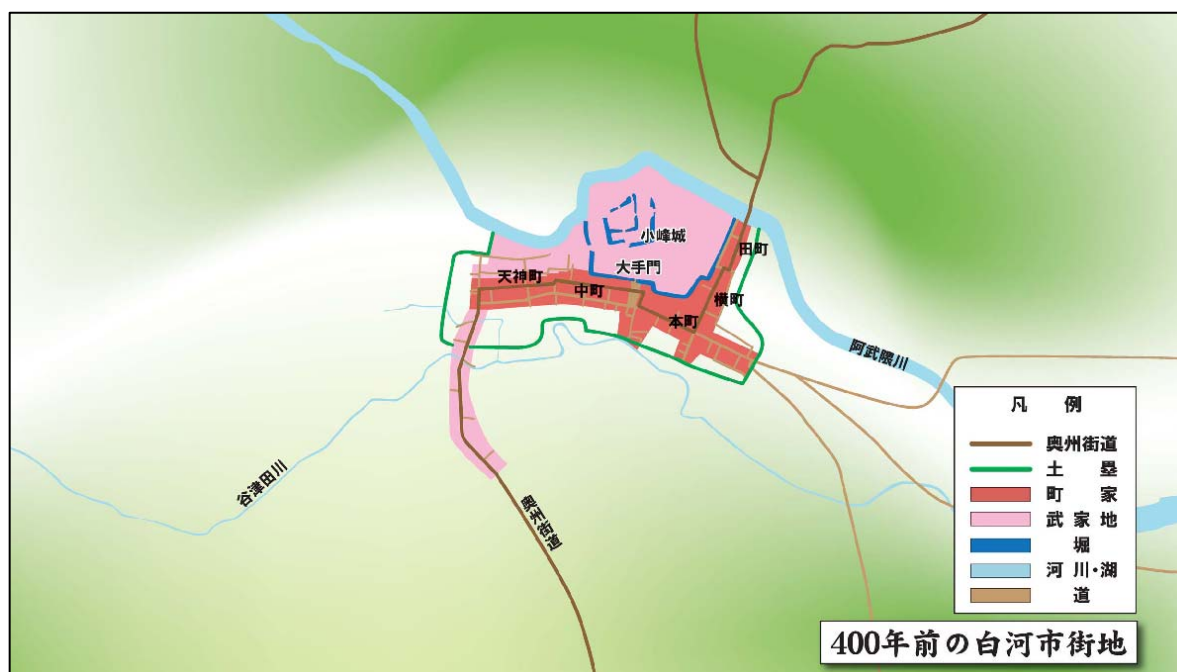 小峰城
田町
大手門
天神町
中町
横町
本町
阿武隈川
谷津田川
奥州街道
凡例
奥州街道
土塁
町家
武家地
堀
河川・湖
道
400年前の白河市街地